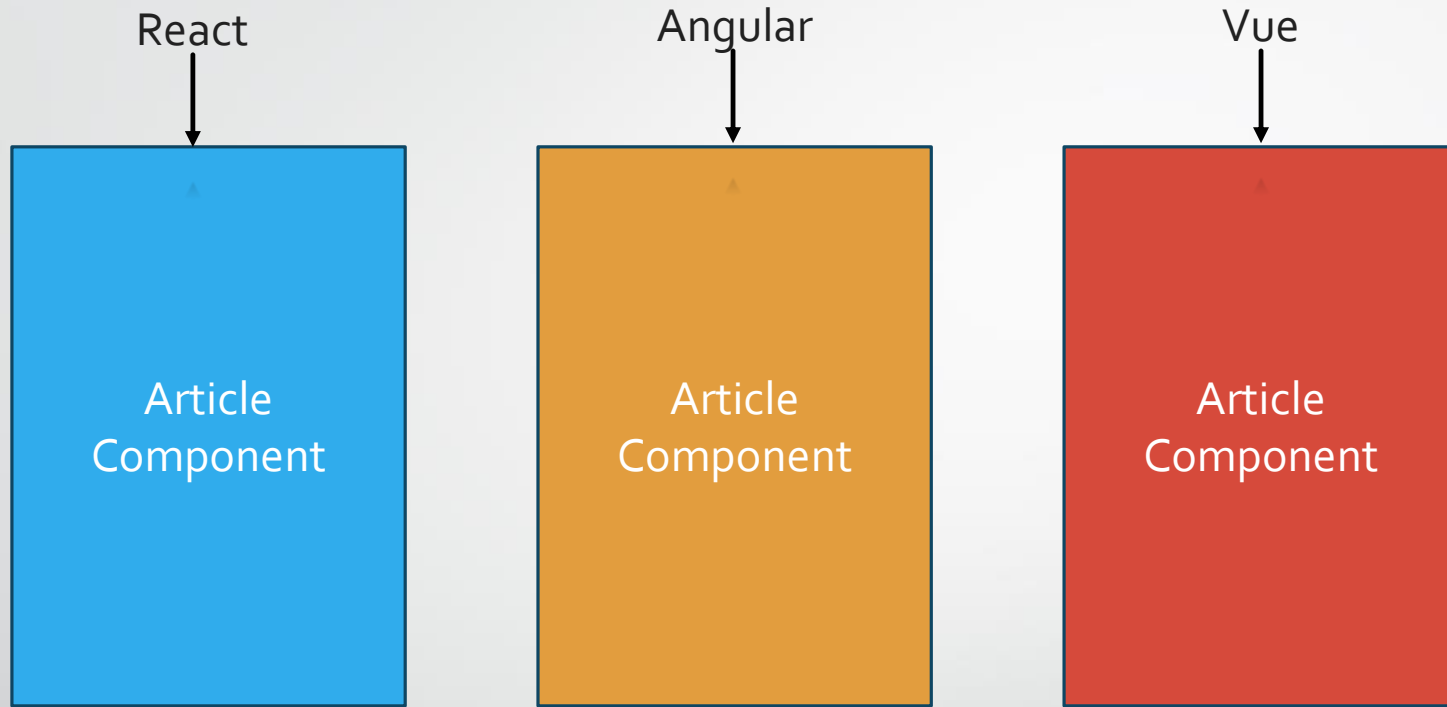 React
Angular
Vue
Article
Component
Article
Component
Article
Component